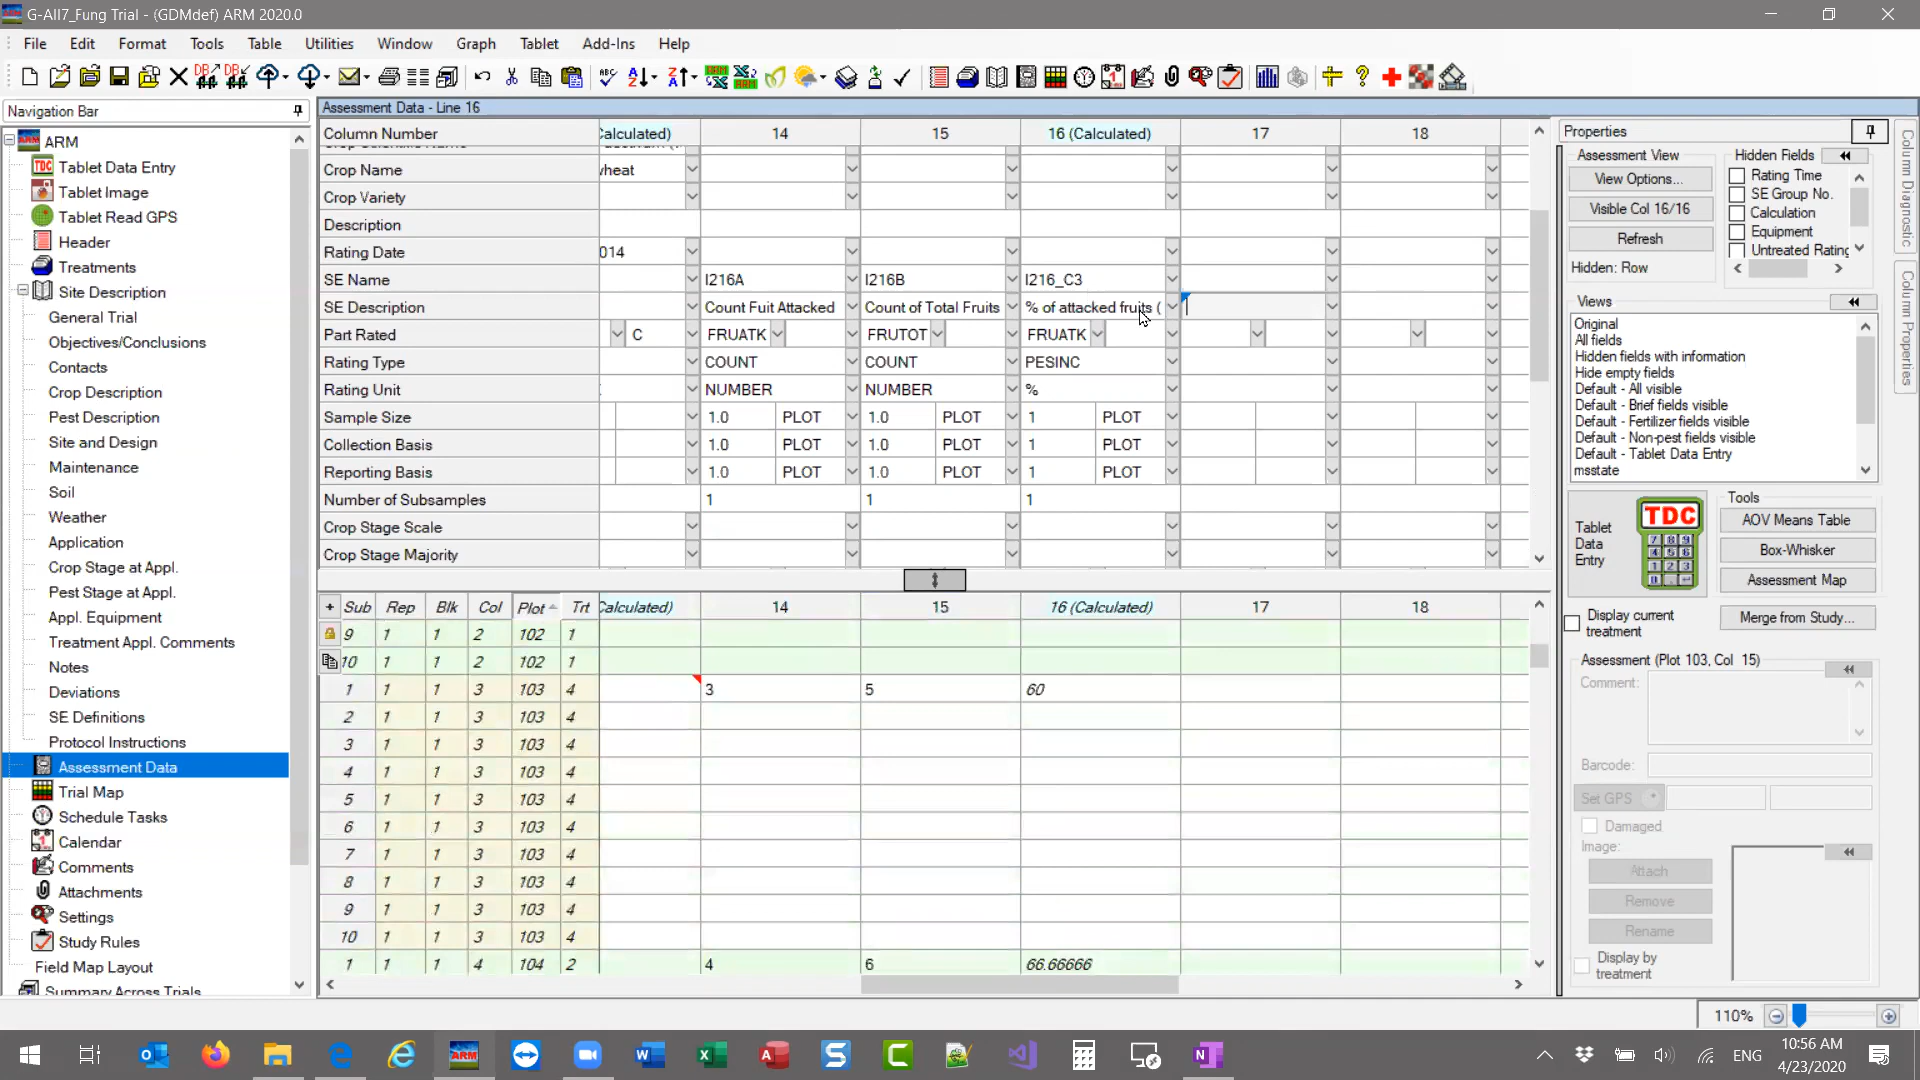 G-All7_Fung Trial - (GDMdef) ARM 2020.0
File Edit Format Tools Table Utilities Window Graph Tablet Add-Ins Help
Navigation Bar
ARM
Tablet Data Entry
Tablet Image
Tablet Read GPS
Header
Treatments
Site Description
General Trial
Objectives/Conclusions
Contacts
Crop Description
Pest Description
Site and Design
Maintenance
Soil
Weather
Application
Crop Stage at Appl.
Pest Stage at Appl.
Appl. Equipment
Treatment Appl. Comments
Notes
Deviations
SE Definitions
Protocol Instructions
Assessment Data
Trial Map
Schedule Tasks
Calendar
Comments
Attachments
Settings
Study Rules
Field Map Layout
Summary Across Trials
Assessment Data - Line 16
Column Number Calculated) 14 15 16 (Calculated) 17 18
Crop Name wheat
Crop Variety
Description
Rating Date 014
SE Name I216A I216B I216_C3
SE Description Count Fuit Attacked Count of Total Fruits % of attacked fruits (
Part Rated C FRUATK FRUTOT FRUATK
Rating Type COUNT COUNT PESINC
Rating Unit NUMBER NUMBER %
Sample Size 1.0 PLOT 1.0 PLOT 1 PLOT
Collection Basis 1.0 PLOT 1.0 PLOT 1 PLOT
Reporting Basis 1.0 PLOT 1.0 PLOT 1 PLOT
Number of Subsamples 1 1 1
Crop Stage Scale
Crop Stage Majority
+ Sub Rep Blk Col Plot Trt Calculated) 14 15 16 (Calculated) 17 18
9 1 1 2 102 1
10 1 1 2 102 1
1 1 1 3 103 4 3 5 60
2 1 1 3 103 4
3 1 1 3 103 4
4 1 1 3 103 4
5 1 1 3 103 4
6 1 1 3 103 4
7 1 1 3 103 4
8 1 1 3 103 4
9 1 1 3 103 4
10 1 1 3 103 4
1 1 1 4 104 2 4 6 66.66666
Properties
Assessment View
View Options...
Visible Col 16/16
Refresh
Hidden: Row
Hidden Fields
Rating Time
SE Group No.
Calculation
Equipment
Untreated Rating
Views
Original
All fields
Hidden fields with information
Hide empty fields
Default - All visible
Default - Brief fields visible
Default - Fertilizer fields visible
Default - Non-pest fields visible
Default - Tablet Data Entry
msstate
Tablet Data Entry
TDC
Tools
AOV Means Table
Box-Whisker
Assessment Map
Display current treatment
Merge from Study...
Assessment (Plot 103, Col 15)
Comment:
Barcode:
Set GPS
Damaged
Image:
Attach
Remove
Rename
Display by treatment
Column Diagnostic
Column Properties
110%
ENG
10:56 AM
4/23/2020